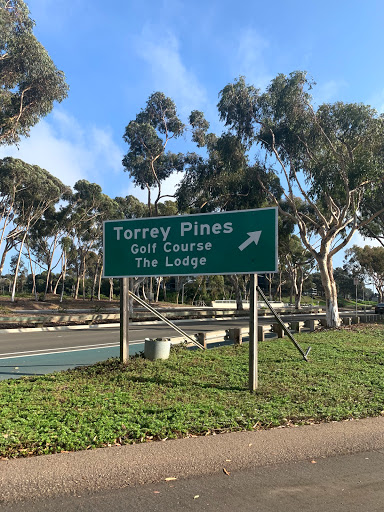 Torrey Pines
Golf Course
The Lodge